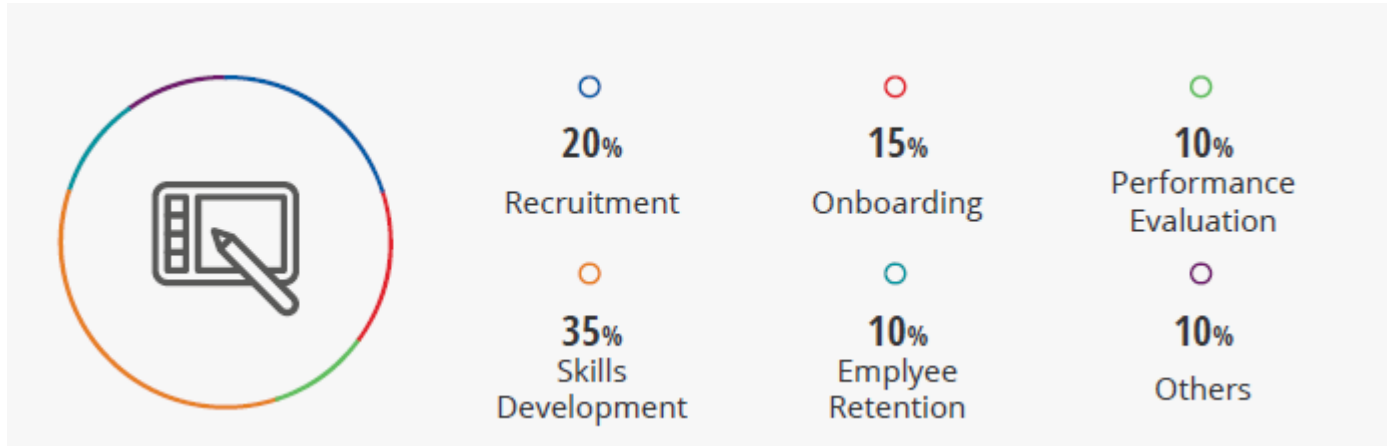 20%
Recruitment
15%
Onboarding
10%
Performance
Evaluation
35%
Skills
Development
10%
Emplyee
Retention
10%
Others